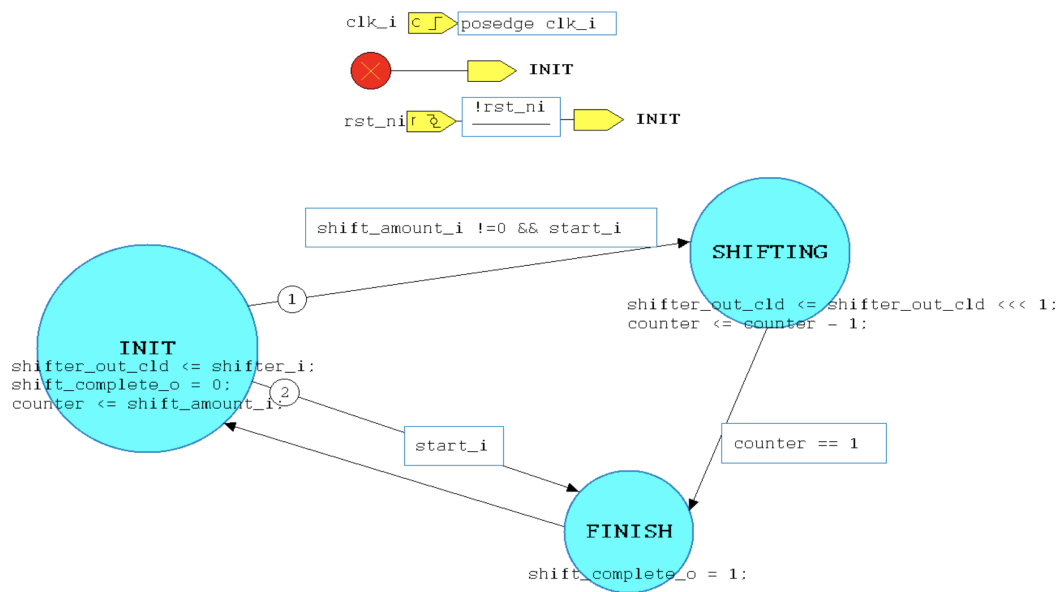 clk_i C posedge clk_i
INIT
rst_ni r !rst_ni INIT
shift_amount_i !=0 && start_i
1
SHIFTING
shifter_out_cld <= shifter_out_cld <<< 1;
counter <= counter - 1;
INIT
shifter_out_cld <= shifter_i;
shift_complete_o = 0;
counter <= shift_amount_i;
2
start_i
counter == 1
FINISH
shift_complete_o = 1;